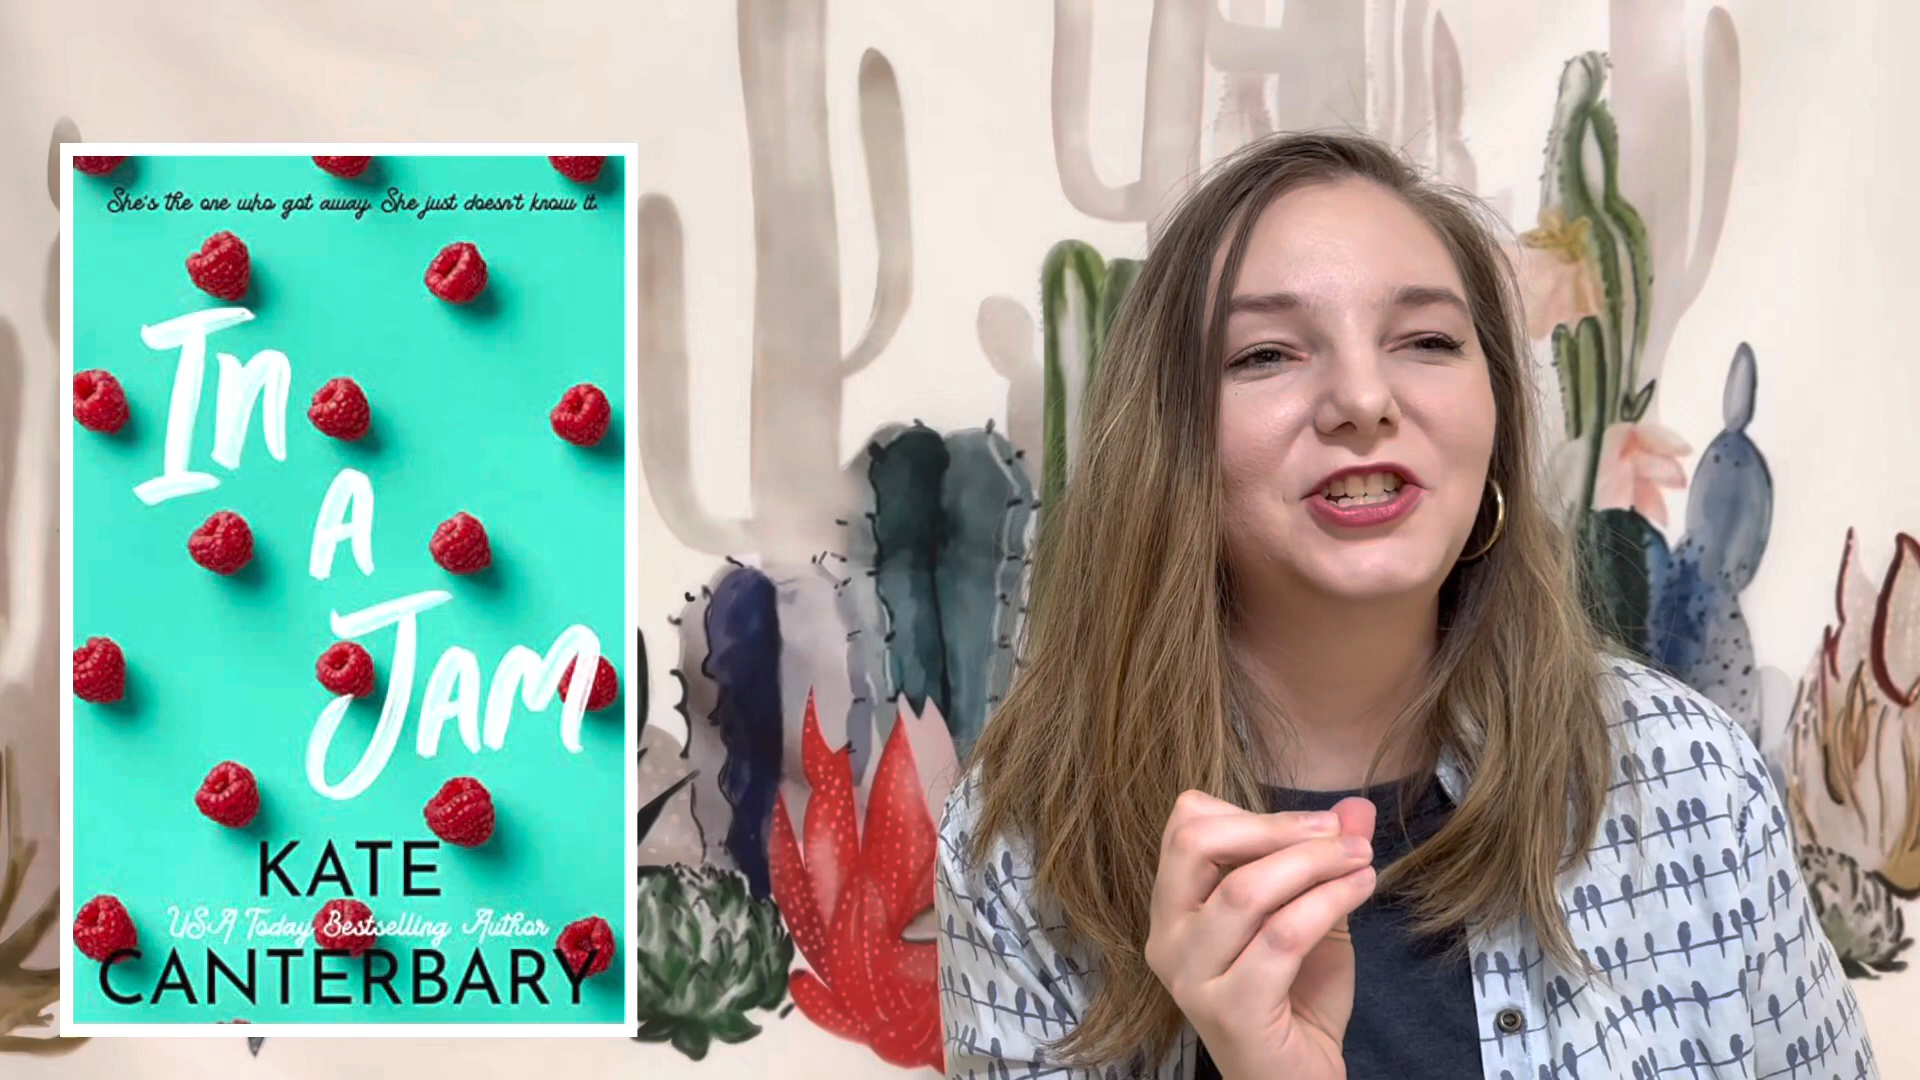 She's the one who got away. She just doesn't know it.
In
A
Jam
KATE
USA Today Bestselling Author
CANTERBARY